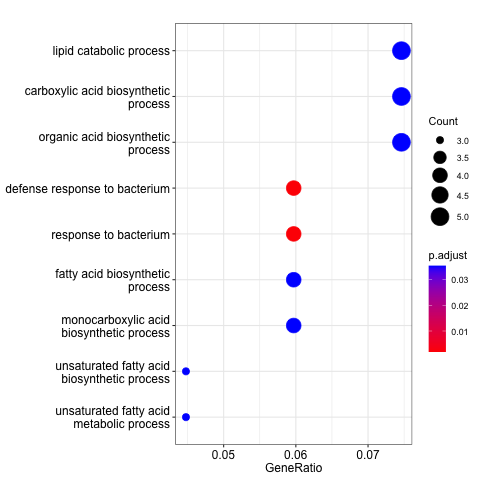 lipid catabolic process
carboxylic acid biosynthetic
process
organic acid biosynthetic
process
defense response to bacterium
response to bacterium
fatty acid biosynthetic
process
monocarboxylic acid
biosynthetic process
unsaturated fatty acid
biosynthetic process
unsaturated fatty acid
metabolic process
0.05 0.06 0.07
GeneRatio
Count
3.0
3.5
4.0
4.5
5.0
p.adjust
0.03
0.02
0.01